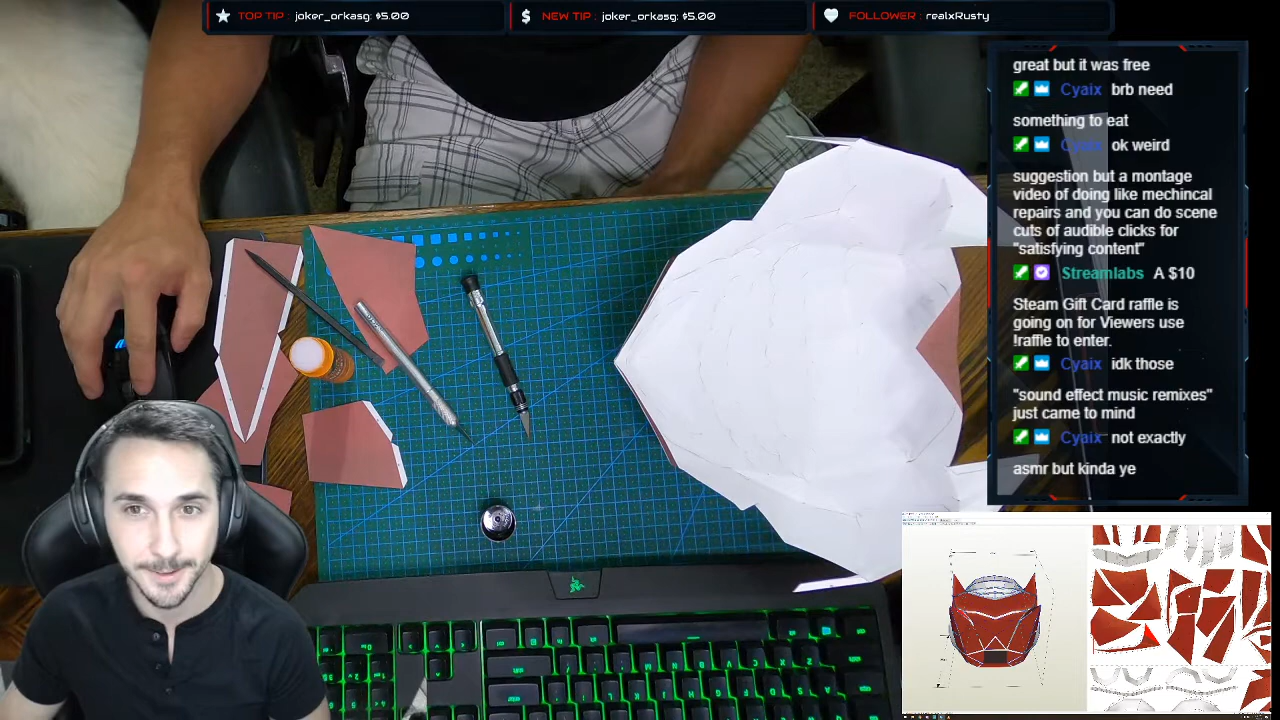 TOP TIP : joker_orkasg: $5.00
NEW TIP : joker_orkasg: $5.00
FOLLOWER : realxRusty
great but it was free
Cyaix brb need
something to eat
Cyaix ok weird
suggestion but a montage
video of doing like mechincal
repairs and you can do scene
cuts of audible clicks for
"satisfying content"
Streamlabs A $10
Steam Gift Card raffle is
going on for Viewers use
!raffle to enter.
Cyaix idk those
"sound effect music remixes"
just came to mind
Cyaix not exactly
asmr but kinda ye